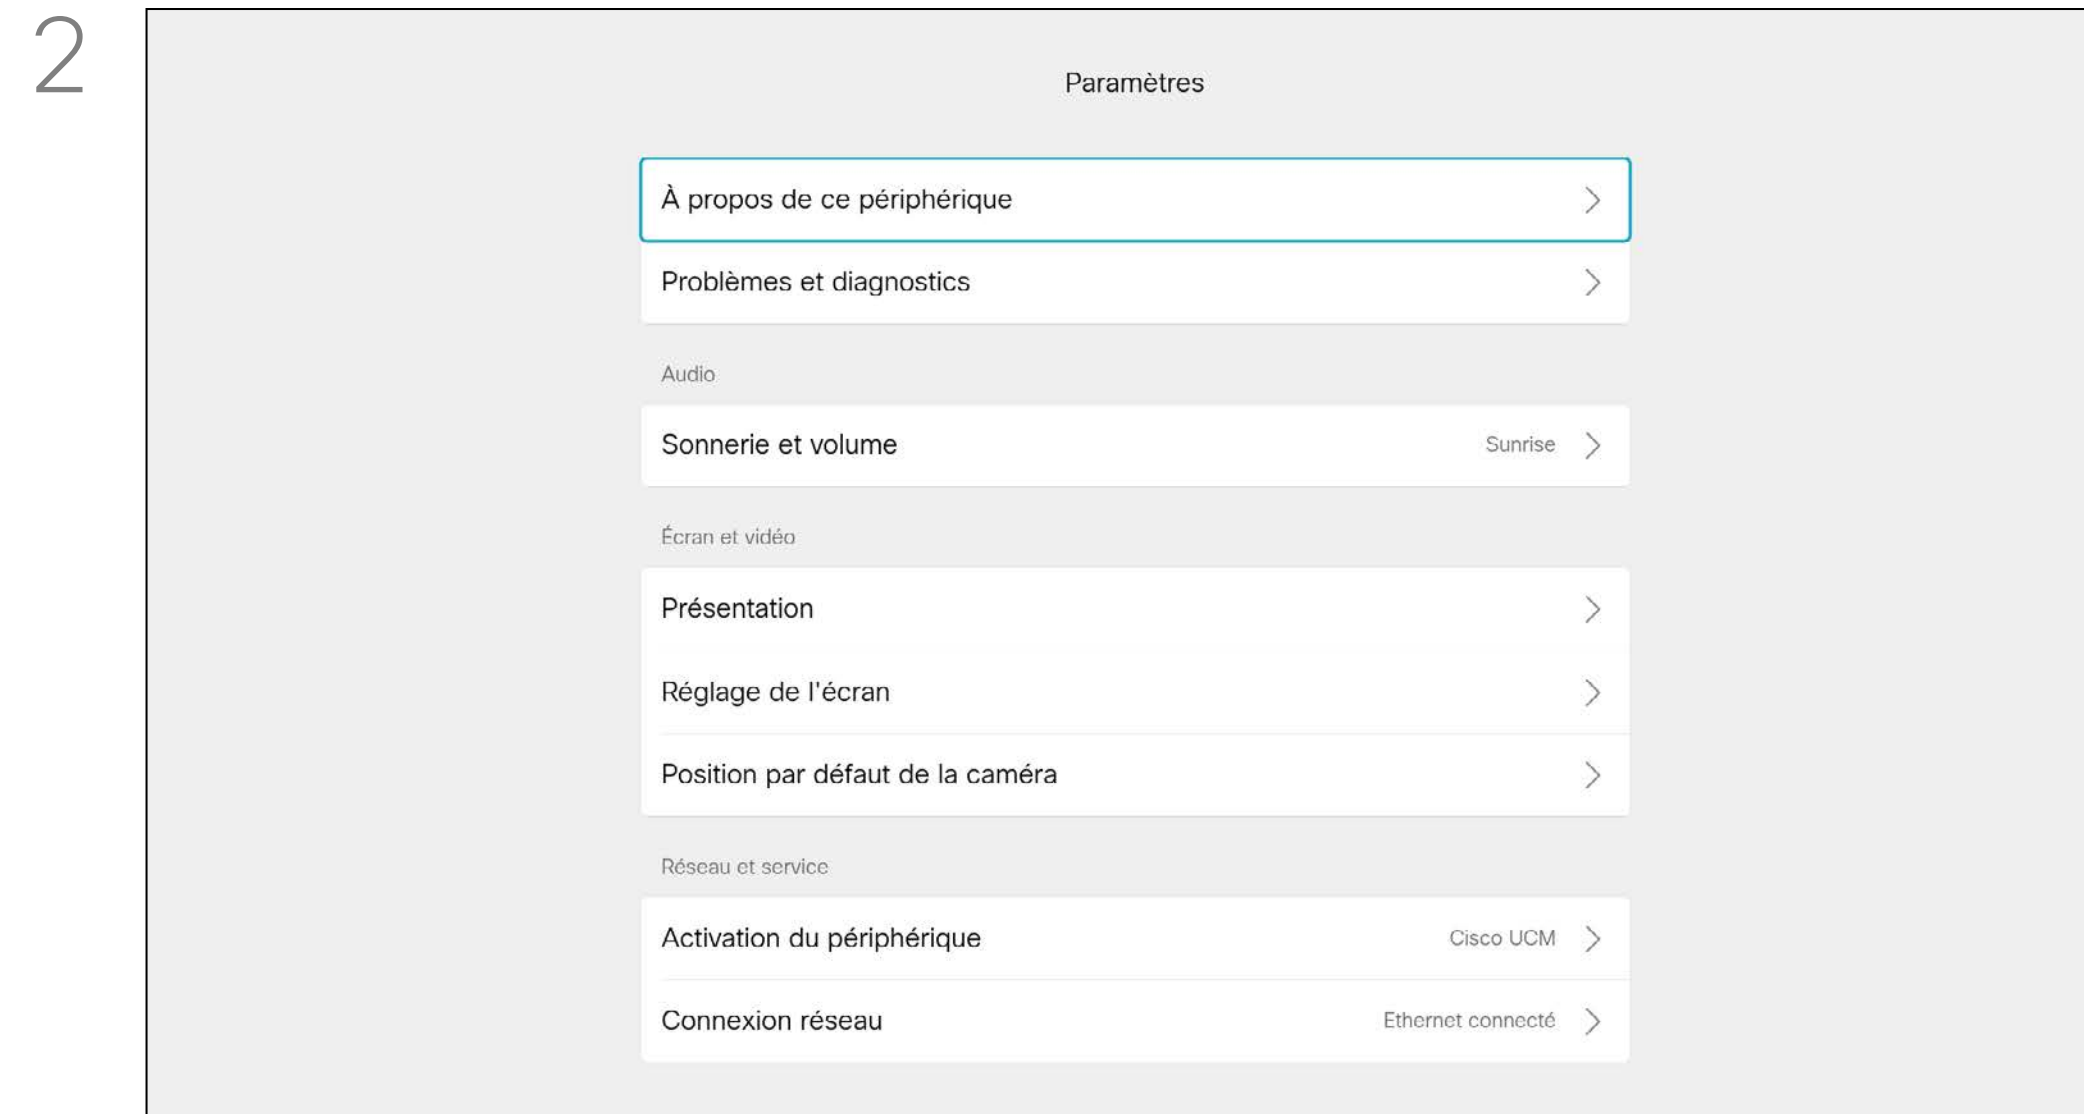 2
Paramètres
À propos de ce périphérique
Problèmes et diagnostics
Audio
Sonnerie et volume Sunrise
Écran et vidéo
Présentation
Réglage de l'écran
Position par défaut de la caméra
Réseau et service
Activation du périphérique Cisco UCM
Connexion réseau Ethernet connecté